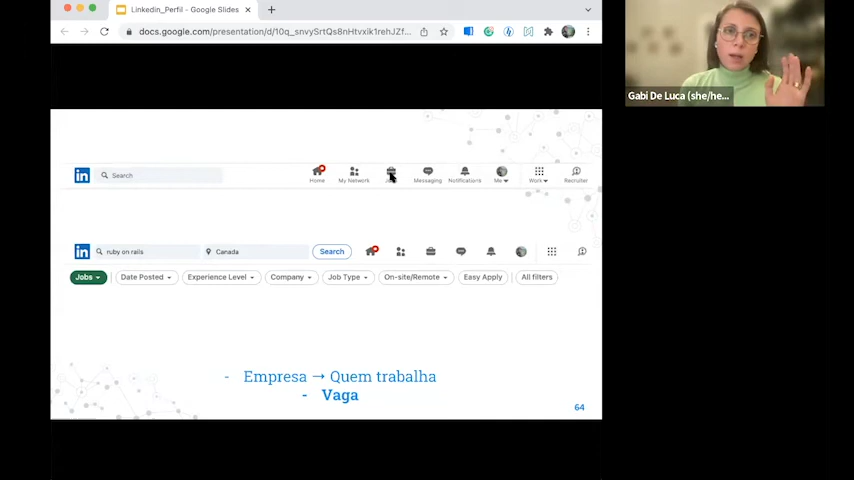 Linkedin_Perfil - Google Slides
docs.google.com/presentation/d/10q_snvySrtQs8nHtvxik1rehJZf...
Gabi De Luca (she/he...
in Search
Home My Network Messaging Notifications Me Work Recruiter
in ruby on rails Canada Search
Jobs Date Posted Experience Level Company Job Type On-site/Remote Easy Apply All filters
- Empresa → Quem trabalha
- Vaga
64